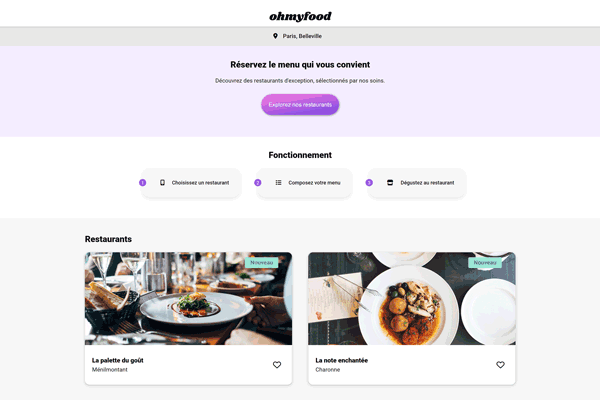 ohmyfood
Paris, Belleville
Réservez le menu qui vous convient
Découvrez des restaurants d'exception, sélectionnés par nos soins.
Explorez nos restaurants
Fonctionnement
1 Choisissez un restaurant
2 Composez votre menu
3 Dégustez au restaurant
Restaurants
Nouveau
Nouveau
La palette du goût
Ménilmontant
La note enchantée
Charonne